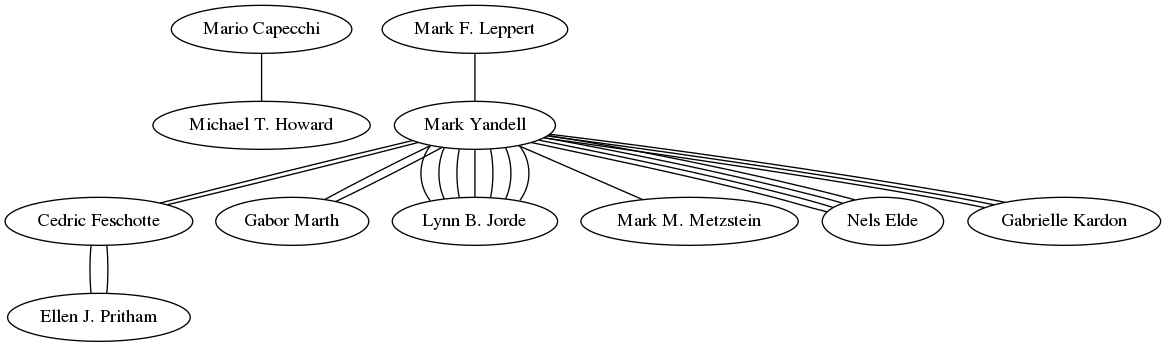 Mario Capecchi
Mark F. Leppert
Michael T. Howard
Mark Yandell
Cedric Feschotte
Gabor Marth
Lynn B. Jorde
Mark M. Metzstein
Nels Elde
Gabrielle Kardon
Ellen J. Pritham